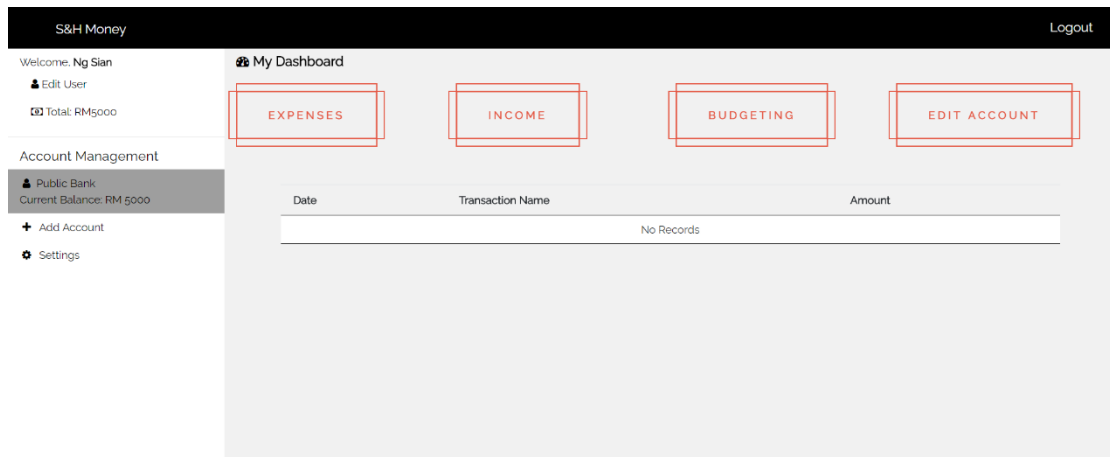 S&H Money
Logout
Welcome, Ng Sian
Edit User
Total: RM5000
Account Management
Public Bank
Current Balance: RM 5000
Add Account
Settings
My Dashboard
EXPENSES INCOME BUDGETING EDIT ACCOUNT
Date Transaction Name Amount
No Records